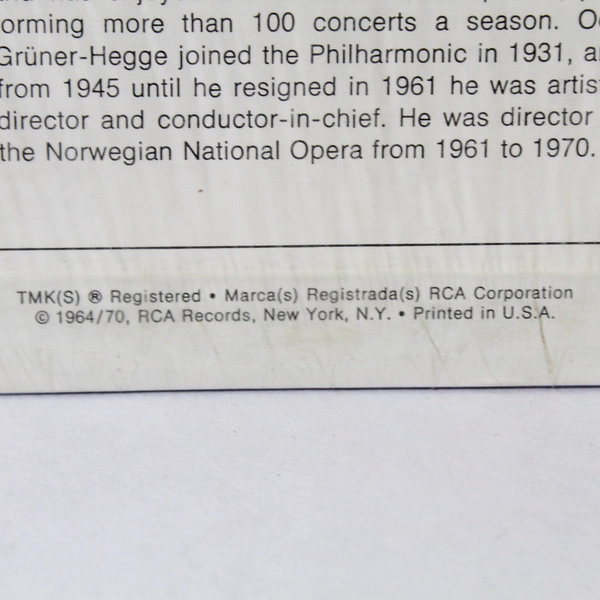 orming more than 100 concerts a season.
Grüner-Hegge joined the Philharmonic in 1931,
from 1945 until he resigned in 1961 he was artis
director and conductor-in-chief. He was director
the Norwegian National Opera from 1961 to 1970.
TMK(S) ® Registered • Marca(s) Registrada(s) RCA Corporation
© 1964/70, RCA Records, New York, N.Y. • Printed in U.S.A.